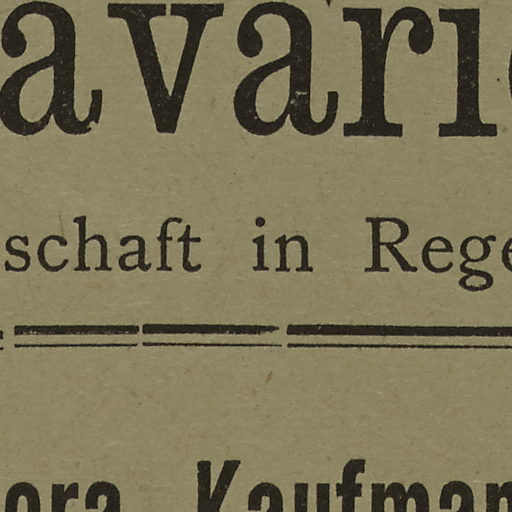 avari
schaft in Rege
ora Kaufman